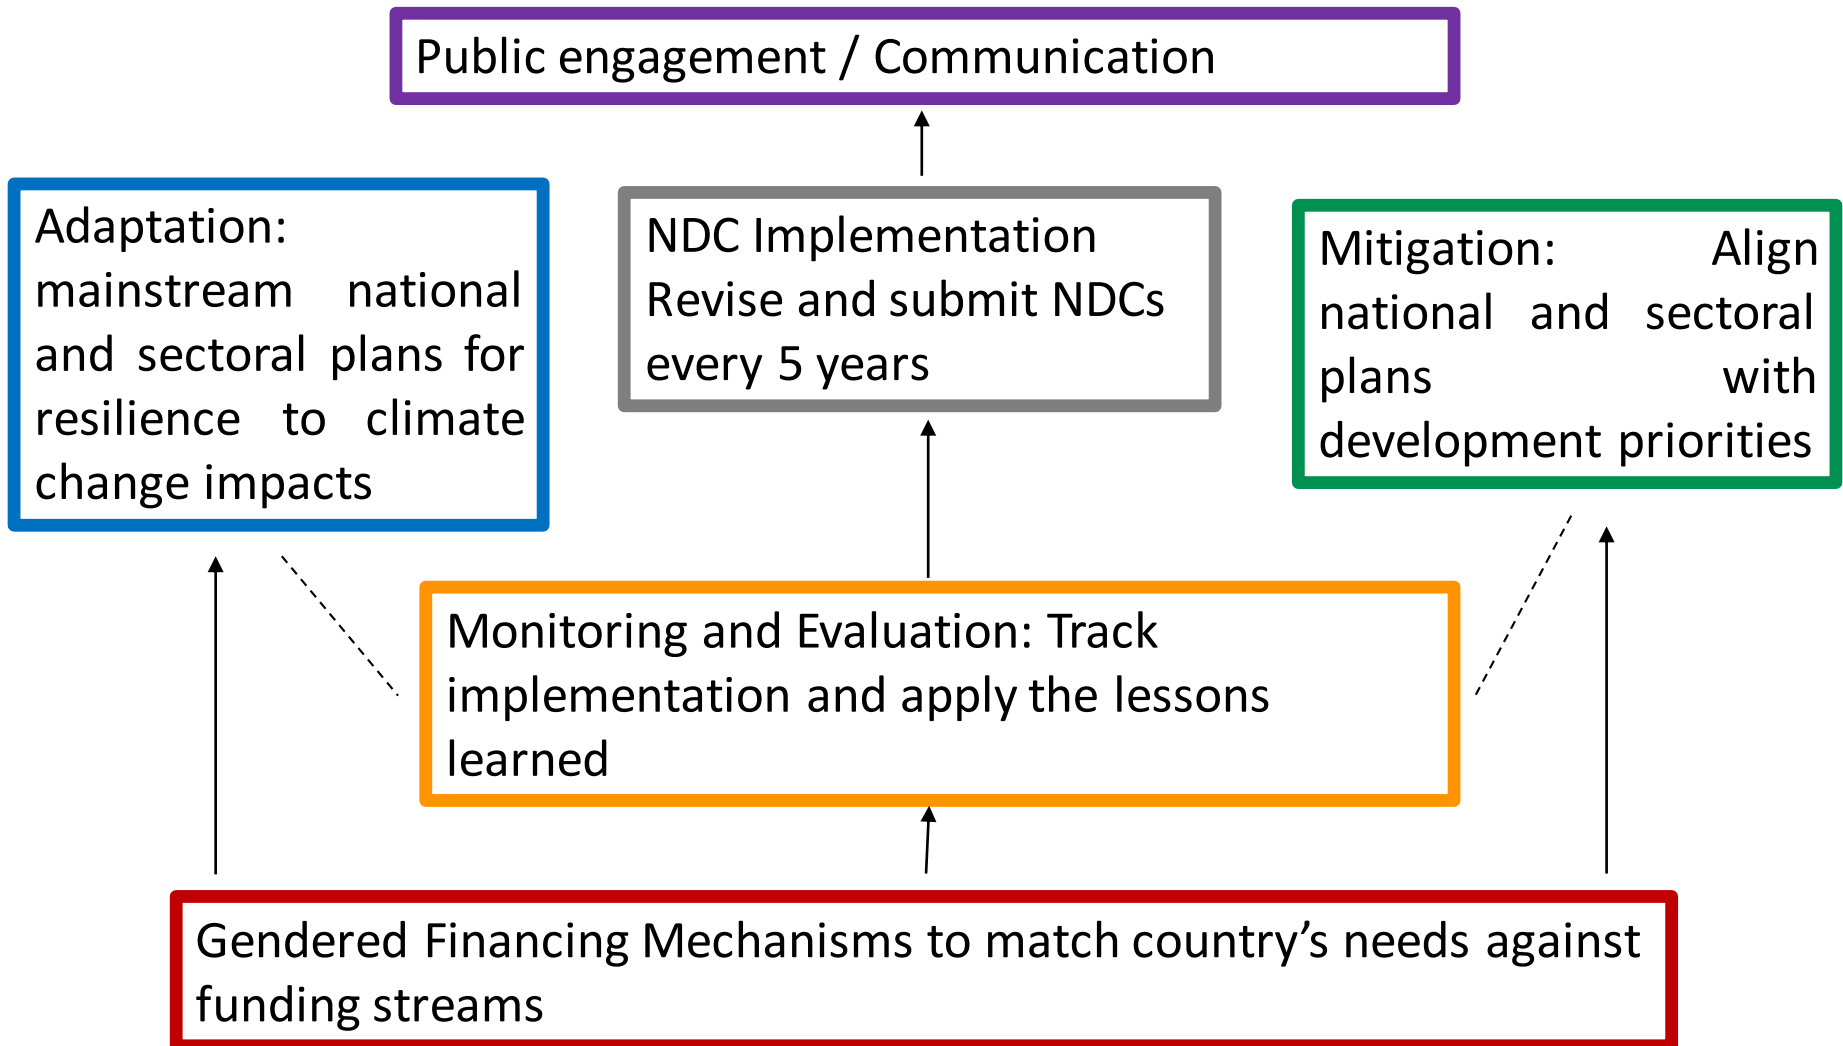 Public engagement / Communication
Adaptation:
mainstream national
and sectoral plans for
resilience to climate
change impacts
NDC Implementation
Revise and submit NDCs
every 5 years
Mitigation: Align
national and sectoral
plans with
development priorities
Monitoring and Evaluation: Track
implementation and apply the lessons
learned
Gendered Financing Mechanisms to match country’s needs against
funding streams